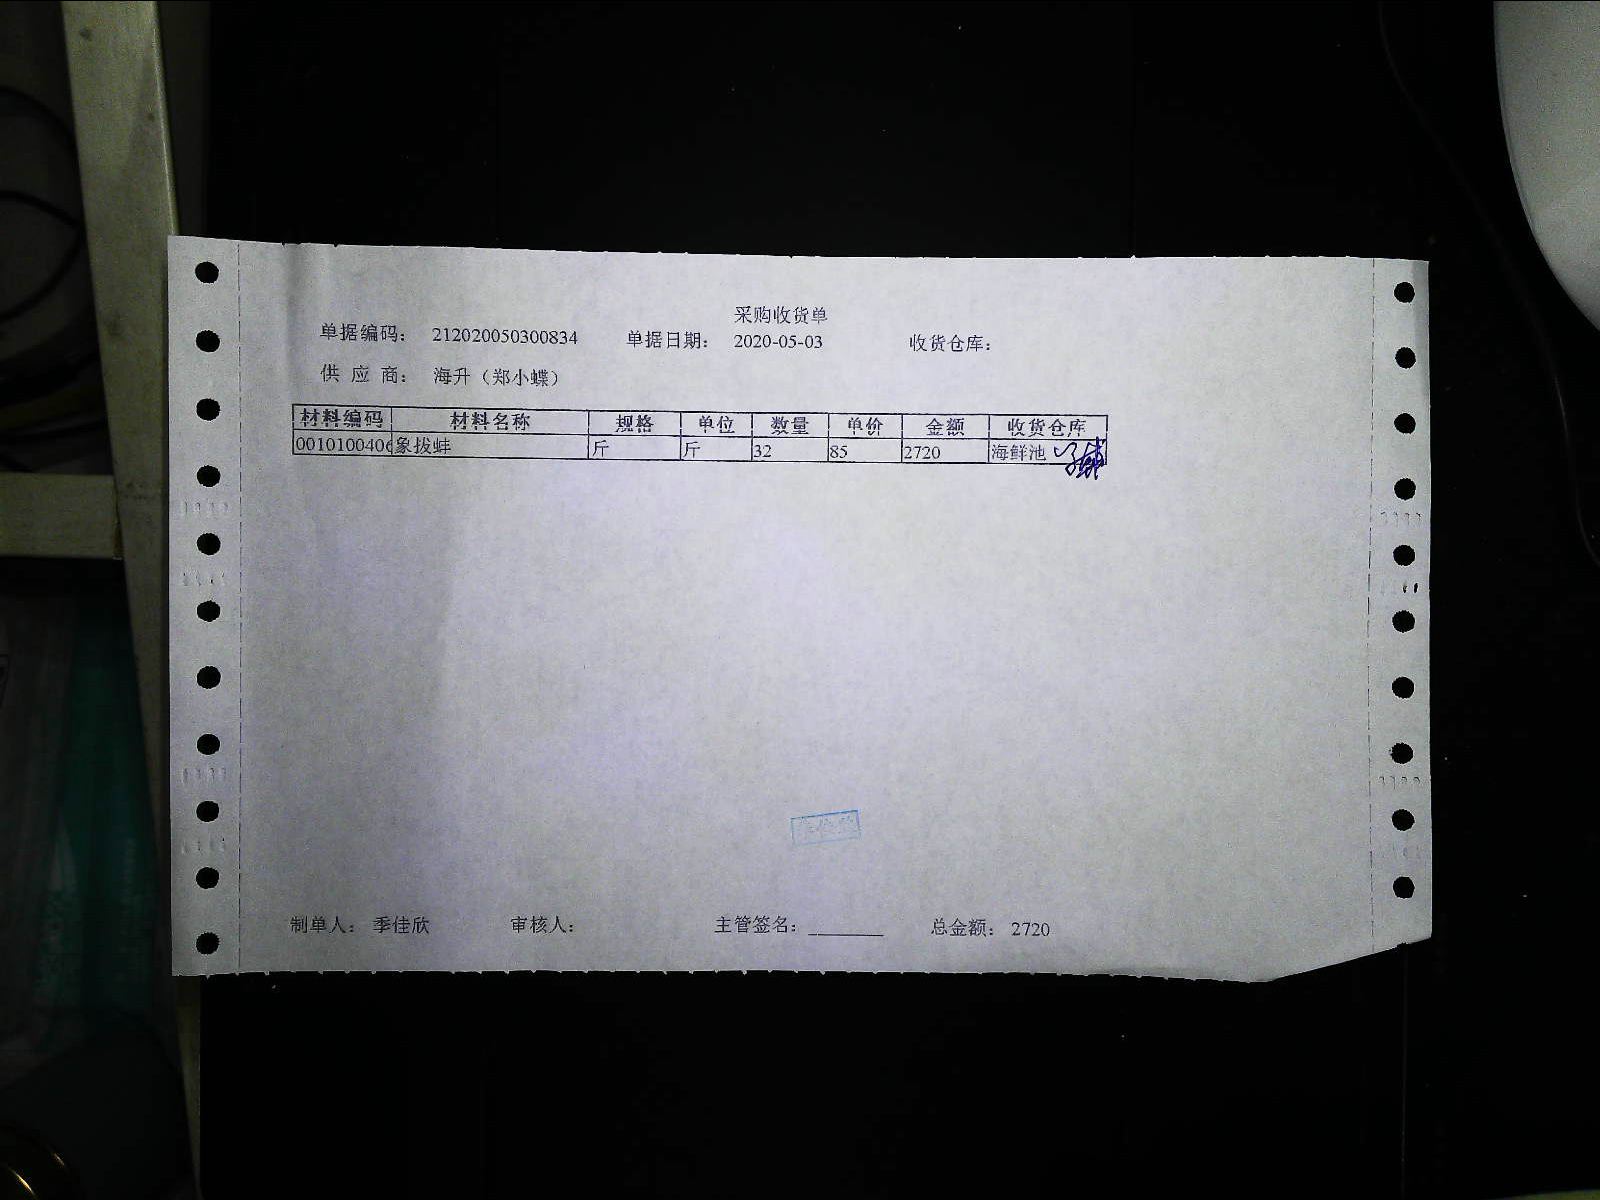 采购收货单
单据编码: 212020050300834 单据日期: 2020-05-03 收货仓库:
供 应 商: 海升（郑小蝶）
材料编码 材料名称 规格 单位 数量 单价 金额 收货仓库
0010100406 象拔蚌 斤 斤 32 85 2720 海鲜池
制单人: 季佳欣 审核人: 主管签名: ________ 总金额: 2720